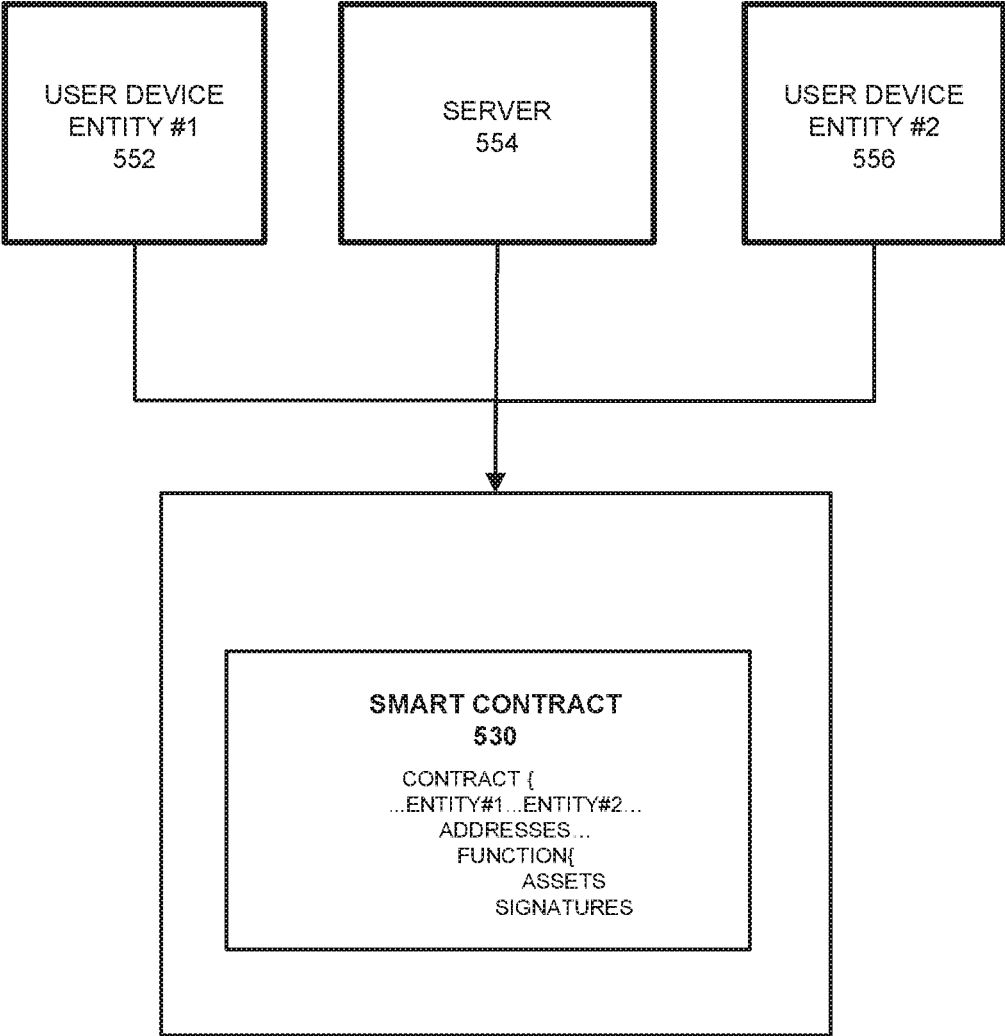 USER DEVICE
ENTITY #1
552
SERVER
554
USER DEVICE
ENTITY #2
556
SMART CONTRACT
530
CONTRACT {
...ENTITY#1...ENTITY#2...
ADDRESSES...
FUNCTION{
ASSETS
SIGNATURES